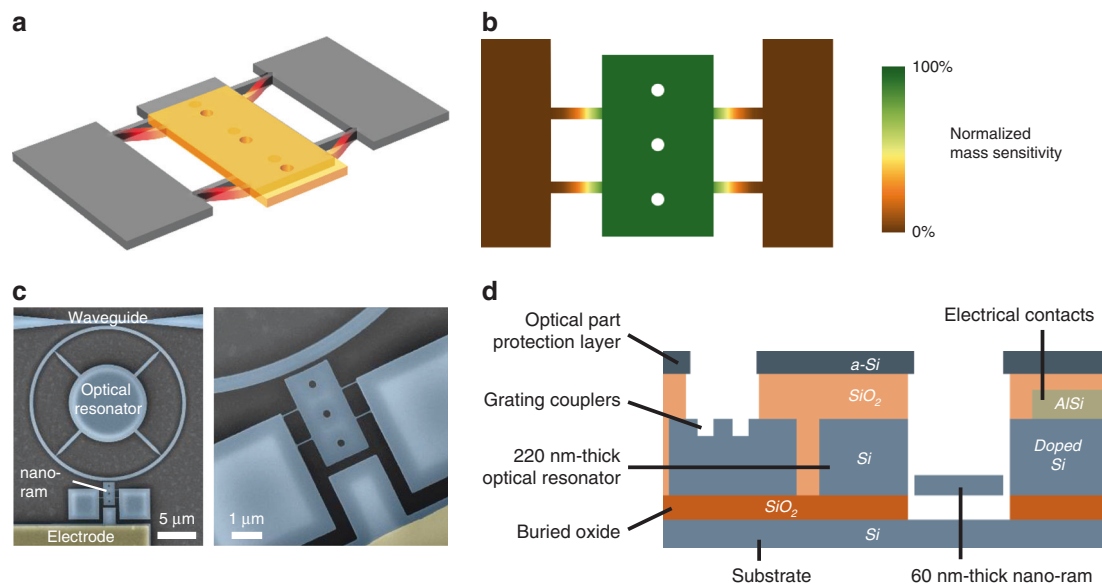 a
b
100%
Normalized
mass sensitivity
0%
c
Waveguide
Optical
resonator
nano-
ram
5 μm
Electrode
1 μm
d
Optical part
protection layer
Electrical contacts
a-Si
Grating couplers
SiO2
AlSi
220 nm-thick
optical resonator
Si
Doped
Si
Buried oxide
SiO2
Si
Substrate
60 nm-thick nano-ram